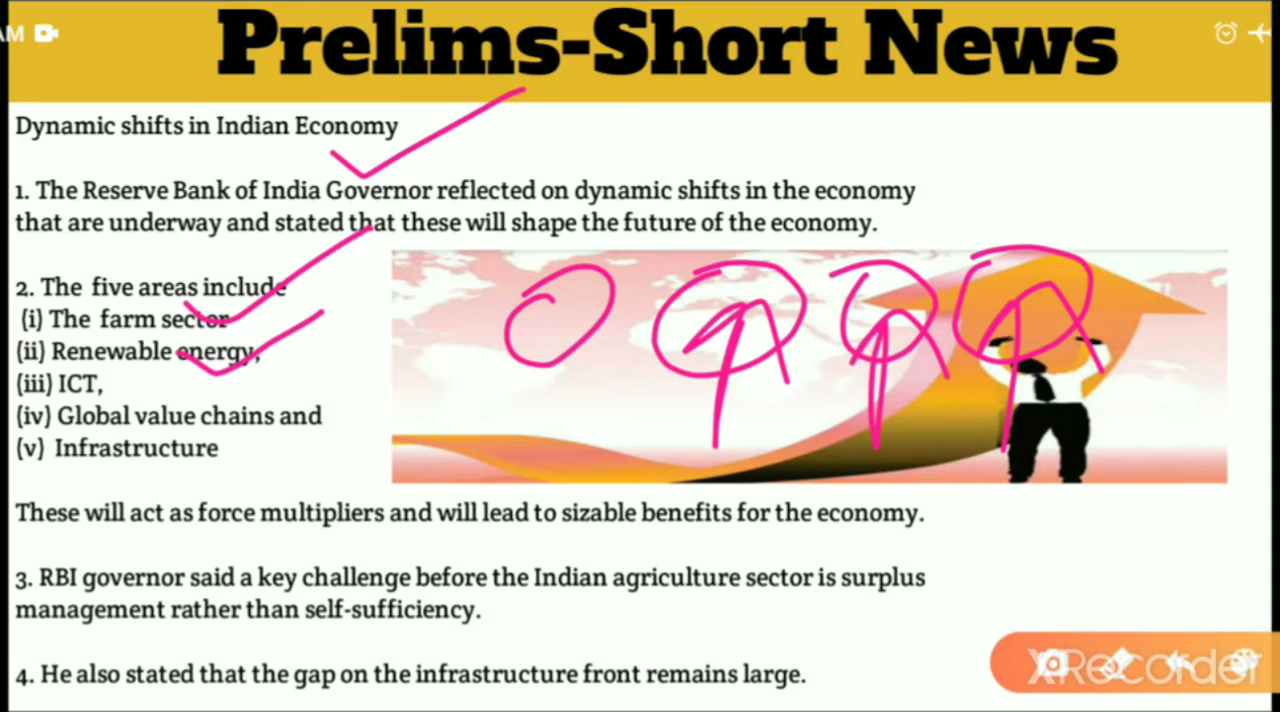 AM
Prelims-Short News
Dynamic shifts in Indian Economy
1. The Reserve Bank of India Governor reflected on dynamic shifts in the economy
that are underway and stated that these will shape the future of the economy.
2. The five areas include
(i) The farm sector
(ii) Renewable energy,
(iii) ICT,
(iv) Global value chains and
(v) Infrastructure
These will act as force multipliers and will lead to sizable benefits for the economy.
3. RBI governor said a key challenge before the Indian agriculture sector is surplus
management rather than self-sufficiency.
4. He also stated that the gap on the infrastructure front remains large.
XRecorder